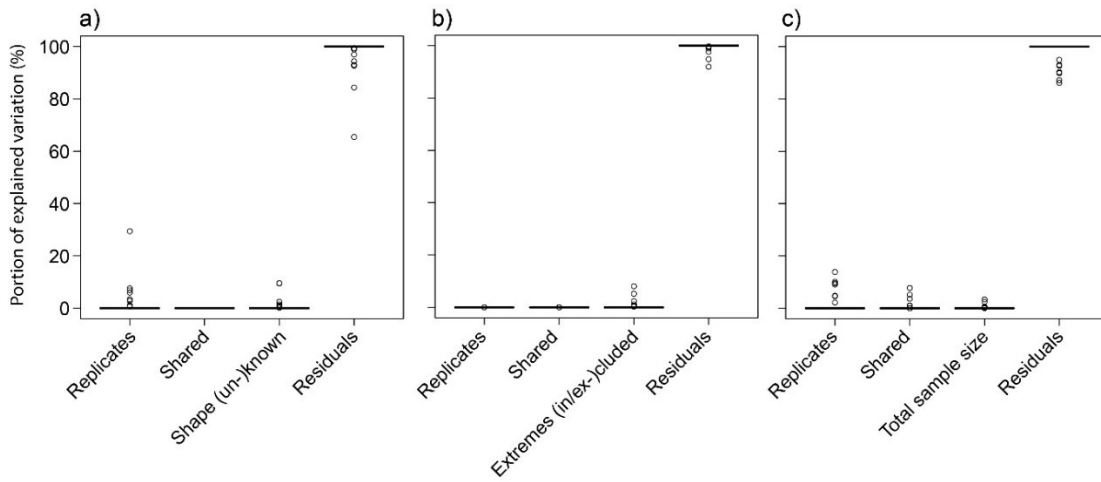 a)
b)
c)
Portion of explained variation (%)
100
80
60
40
20
0
Replicates
Shared
Shape (un-)known
Residuals
Replicates
Shared
Extremes (in/ex-)cluded
Residuals
Replicates
Shared
Total sample size
Residuals